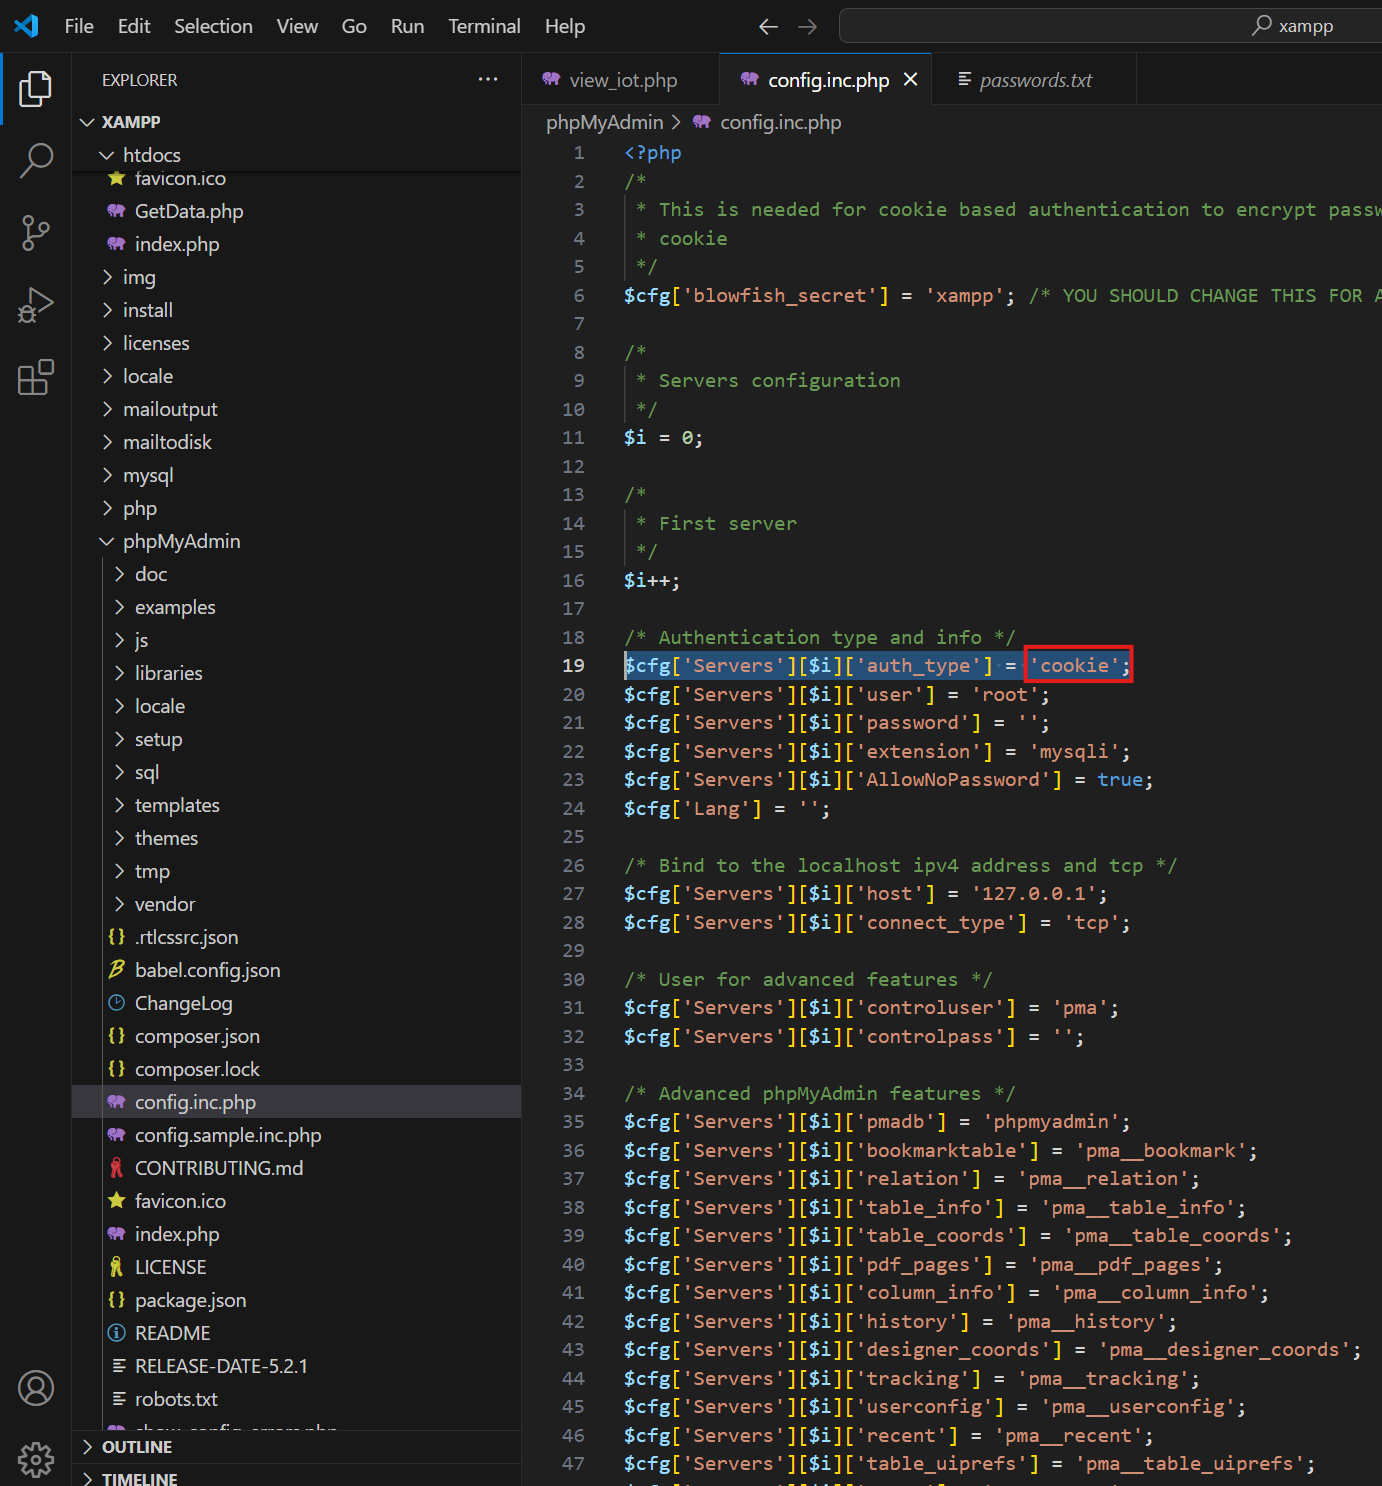 File Edit Selection View Go Run Terminal Help
xampp
EXPLORER
XAMPP
htdocs
favicon.ico
GetData.php
index.php
img
install
licenses
locale
mailoutput
mailtodisk
mysql
php
phpMyAdmin
doc
examples
js
libraries
locale
setup
sql
templates
themes
tmp
vendor
.rtlcssrc.json
babel.config.json
ChangeLog
composer.json
composer.lock
config.inc.php
config.sample.inc.php
CONTRIBUTING.md
favicon.ico
index.php
LICENSE
package.json
README
RELEASE-DATE-5.2.1
robots.txt
OUTLINE
TIMELINE
view_iot.php config.inc.php passwords.txt
phpMyAdmin > config.inc.php
1 <?php
2 /*
3 * This is needed for cookie based authentication to encrypt
4 * cookie
5 */
6 $cfg['blowfish_secret'] = 'xampp'; /* YOU SHOULD CHANGE THIS FOR A
7
8 /*
9 * Servers configuration
10 */
11 $i = 0;
12
13 /*
14 * First server
15 */
16 $i++;
17
18 /* Authentication type and info */
19 $cfg['Servers'][$i]['auth_type'] = 'cookie';
20 $cfg['Servers'][$i]['user'] = 'root';
21 $cfg['Servers'][$i]['password'] = '';
22 $cfg['Servers'][$i]['extension'] = 'mysqli';
23 $cfg['Servers'][$i]['AllowNoPassword'] = true;
24 $cfg['Lang'] = '';
25
26 /* Bind to the localhost ipv4 address and tcp */
27 $cfg['Servers'][$i]['host'] = '127.0.0.1';
28 $cfg['Servers'][$i]['connect_type'] = 'tcp';
29
30 /* User for advanced features */
31 $cfg['Servers'][$i]['controluser'] = 'pma';
32 $cfg['Servers'][$i]['controlpass'] = '';
33
34 /* Advanced phpMyAdmin features */
35 $cfg['Servers'][$i]['pmadb'] = 'phpmyadmin';
36 $cfg['Servers'][$i]['bookmarktable'] = 'pma__bookmark';
37 $cfg['Servers'][$i]['relation'] = 'pma__relation';
38 $cfg['Servers'][$i]['table_info'] = 'pma__table_info';
39 $cfg['Servers'][$i]['table_coords'] = 'pma__table_coords';
40 $cfg['Servers'][$i]['pdf_pages'] = 'pma__pdf_pages';
41 $cfg['Servers'][$i]['column_info'] = 'pma__column_info';
42 $cfg['Servers'][$i]['history'] = 'pma__history';
43 $cfg['Servers'][$i]['designer_coords'] = 'pma__designer_coords';
44 $cfg['Servers'][$i]['tracking'] = 'pma__tracking';
45 $cfg['Servers'][$i]['userconfig'] = 'pma__userconfig';
46 $cfg['Servers'][$i]['recent'] = 'pma__recent';
47 $cfg['Servers'][$i]['table_uiprefs'] = 'pma__table_uiprefs';